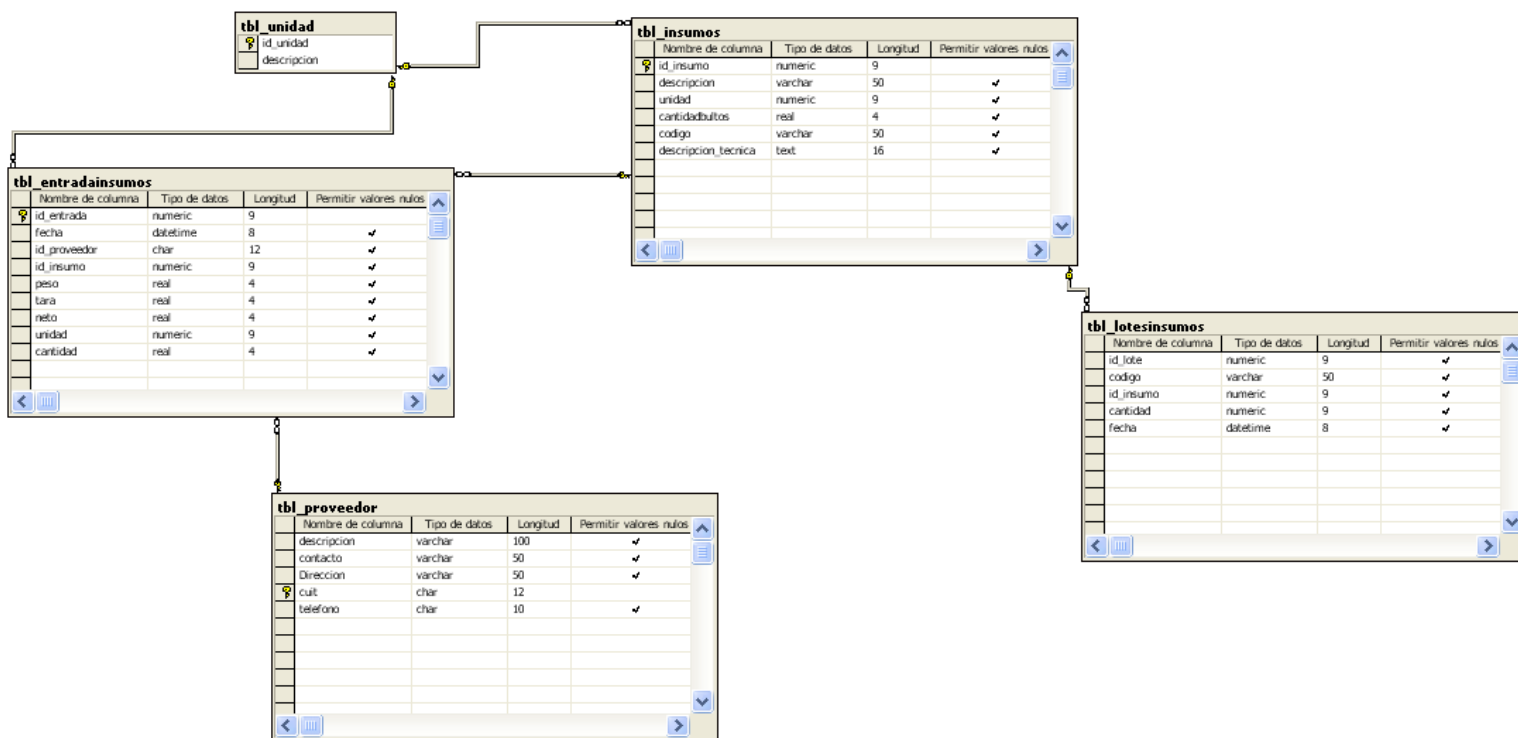 tbl_unidad
id_unidad
descripcion
tbl_insumos
Nombre de columna Tipo de datos Longitud Permitir valores nulos
id_insumo numeric 9
descripcion varchar 50
unidad numeric 9
cantidadbultos real 4
codigo varchar 50
descripcion_tecnica text 16
tbl_entradainsumos
Nombre de columna Tipo de datos Longitud Permitir valores nulos
id_entrada numeric 9
fecha datetime 8
id_proveedor char 12
id_insumo numeric 9
peso real 4
tara real 4
neto real 4
unidad numeric 9
cantidad real 4
tbl_lotesinsumos
Nombre de columna Tipo de datos Longitud Permitir valores nulos
id_lote numeric 9
codigo varchar 50
id_insumo numeric 9
cantidad numeric 9
fecha datetime 8
tbl_proveedor
Nombre de columna Tipo de datos Longitud Permitir valores nulos
descripcion varchar 100
contacto varchar 50
Direccion varchar 50
cuit char 12
telefono char 10